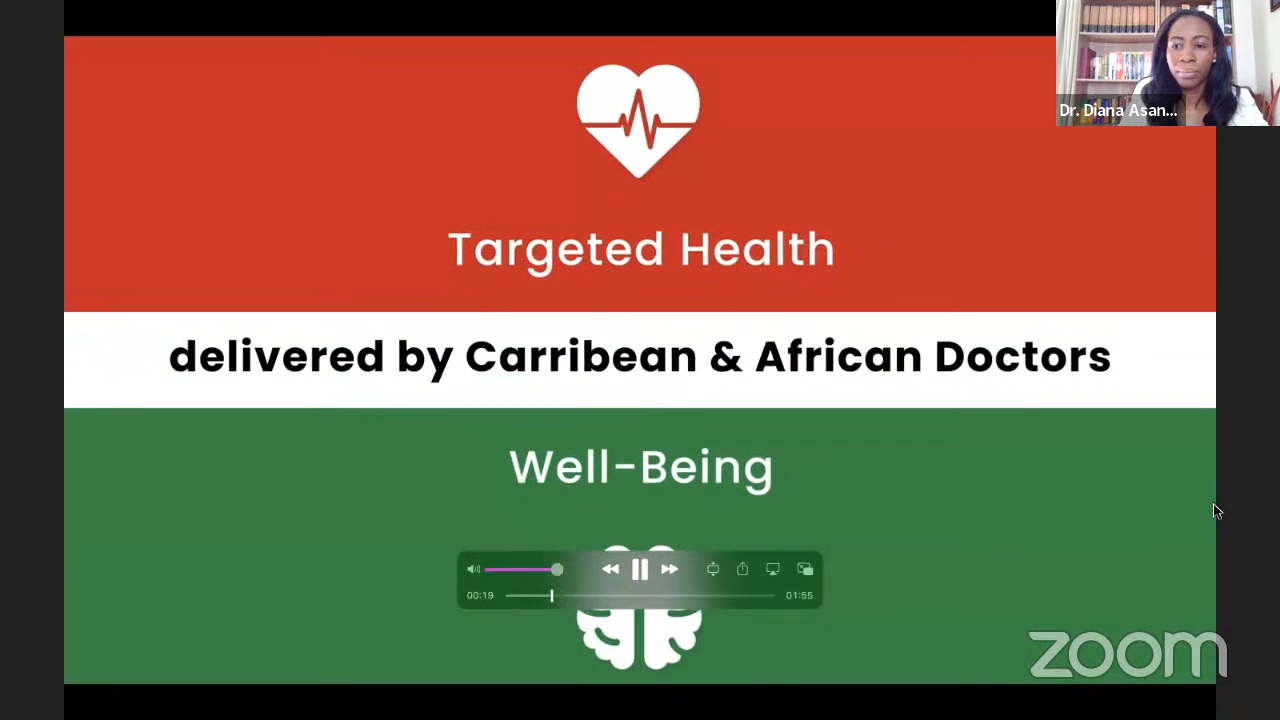 Dr. Diana Asan...
Targeted Health
delivered by Carribean & African Doctors
Well-Being
00:19
01:55
zoom